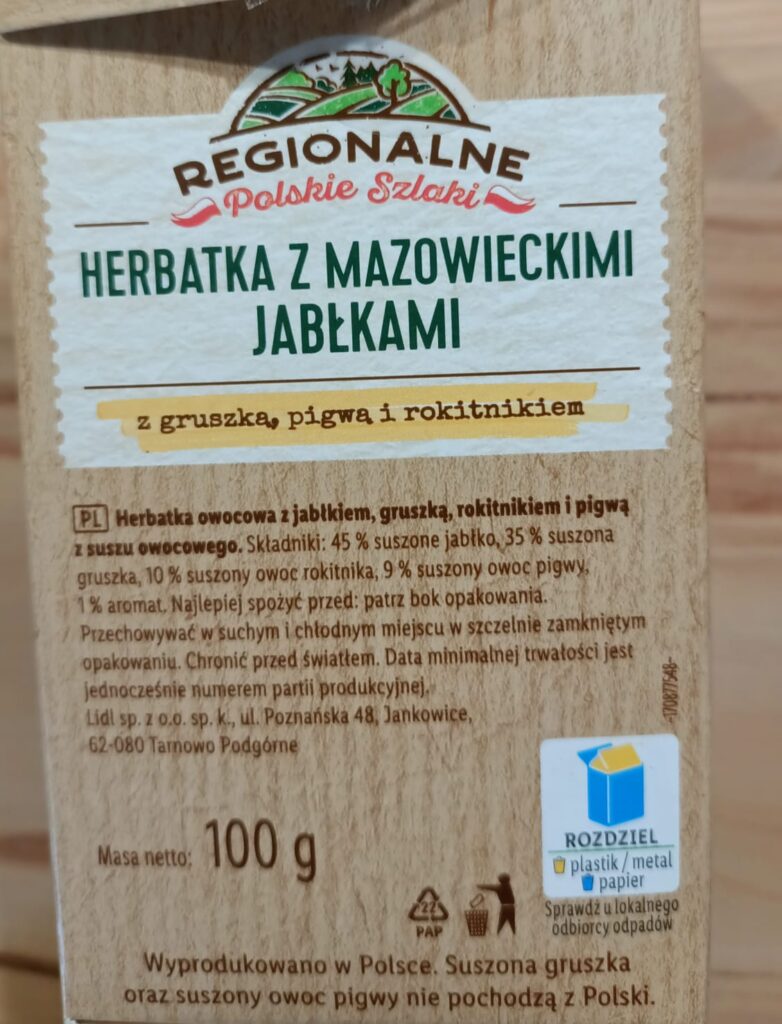 REGIONALNE
Polskie Szlaki
HERBATKA Z MAZOWIECKIMI
JABŁKAMI
z gruszką, pigwą i rokitnikiem
PL Herbatka owocowa z jabłkiem, gruszką, rokitnikiem i pigwą
z suszu owocowego. Składniki: 45 % suszone jabłko, 35 % suszona
gruszka, 10 % suszony owoc rokitnika, 9 % suszony owoc pigwy,
1 % aromat. Najlepiej spożyć przed: patrz bok opakowania.
Przechowywać w suchym i chłodnym miejscu w szczelnie zamkniętym
opakowaniu. Chronić przed światłem. Data minimalnej trwałości jest
jednocześnie numerem partii produkcyjnej.
Lidl sp. z o.o. sp. k., ul. Poznańska 48, Jankowice,
62-080 Tarnowo Podgórne
-170877548-
Masa netto: 100 g
ROZDZIEL
plastik / metal
papier
22
PAP
Sprawdź u lokalnego
odbiorcy odpadów
Wyprodukowano w Polsce. Suszona gruszka
oraz suszony owoc pigwy nie pochodzą z Polski.